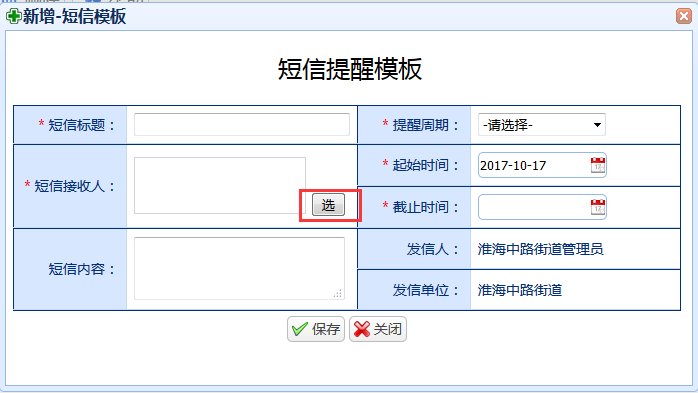 新增-短信模板
短信提醒模板
* 短信标题： * 提醒周期： -请选择-
* 短信接收人： 选 * 起始时间： 2017-10-17
* 截止时间：
短信内容： 发信人： 淮海中路街道管理员
发信单位： 淮海中路街道
保存 关闭